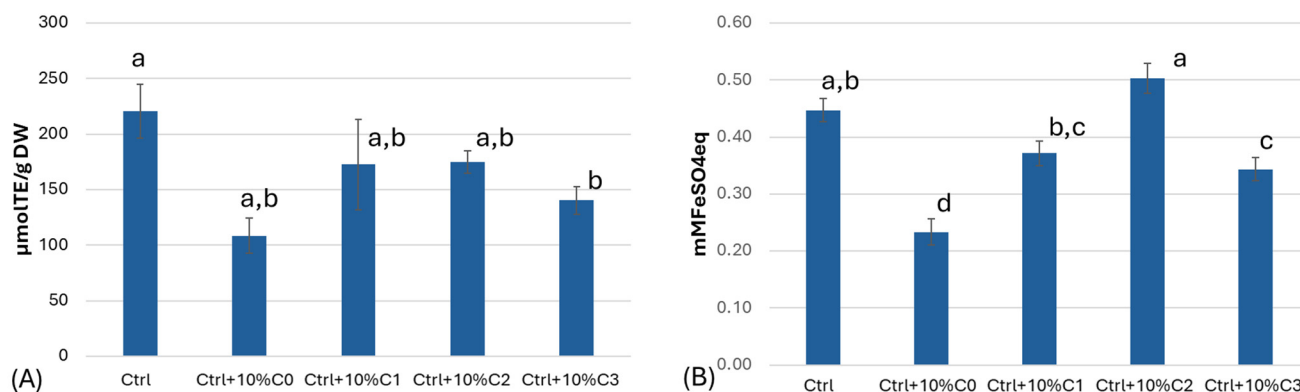 300
250
200
150
100
50
0
µmolTE/g DW
a
a,b
a,b
a,b
b
Ctrl
Ctrl+10%C0
Ctrl+10%C1
Ctrl+10%C2
Ctrl+10%C3
(A)
0.60
0.50
0.40
0.30
0.20
0.10
0.00
mMFeSO4eq
a,b
d
b,c
a
c
Ctrl
Ctrl+10%C0
Ctrl+10%C1
Ctrl+10%C2
Ctrl+10%C3
(B)